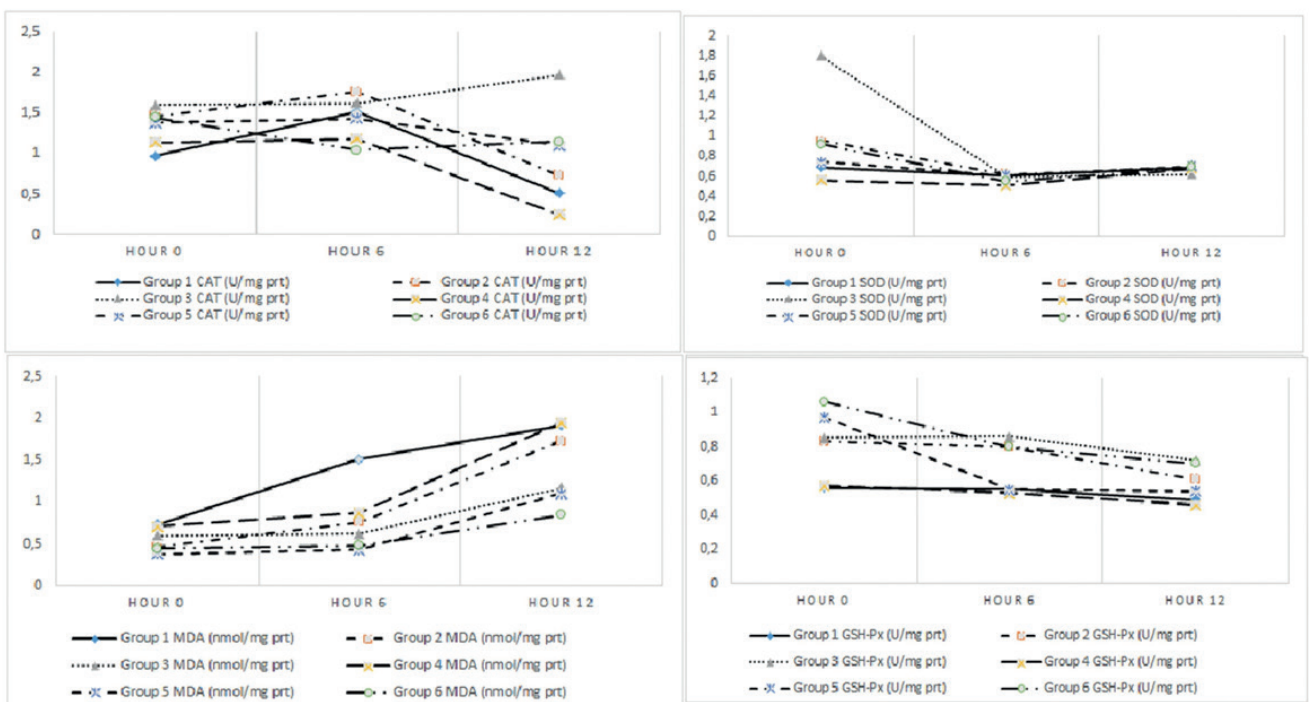 2,5
2
1,5
1
0,5
0
HOUR 0 HOUR 6 HOUR 12
Group 1 CAT (U/mg prt) Group 2 CAT (U/mg prt)
Group 3 CAT (U/mg prt) Group 4 CAT (U/mg prt)
Group 5 CAT (U/mg prt) Group 6 CAT (U/mg prt)
2
1,8
1,6
1,4
1,2
1
0,8
0,6
0,4
0,2
0
HOUR 0 HOUR 6 HOUR 12
Group 1 SOD (U/mg prt) Group 2 SOD (U/mg prt)
Group 3 SOD (U/mg prt) Group 4 SOD (U/mg prt)
Group 5 SOD (U/mg prt) Group 6 SOD (U/mg prt)
2,5
2
1,5
1
0,5
0
HOUR 0 HOUR 6 HOUR 12
Group 1 MDA (nmol/mg prt) Group 2 MDA (nmol/mg prt)
Group 3 MDA (nmol/mg prt) Group 4 MDA (nmol/mg prt)
Group 5 MDA (nmol/mg prt) Group 6 MDA (nmol/mg prt)
1,2
1
0,8
0,6
0,4
0,2
0
HOUR 0 HOUR 6 HOUR 12
Group 1 GSH-Px (U/mg prt) Group 2 GSH-Px (U/mg prt)
Group 3 GSH-Px (U/mg prt) Group 4 GSH-Px (U/mg prt)
Group 5 GSH-Px (U/mg prt) Group 6 GSH-Px (U/mg prt)